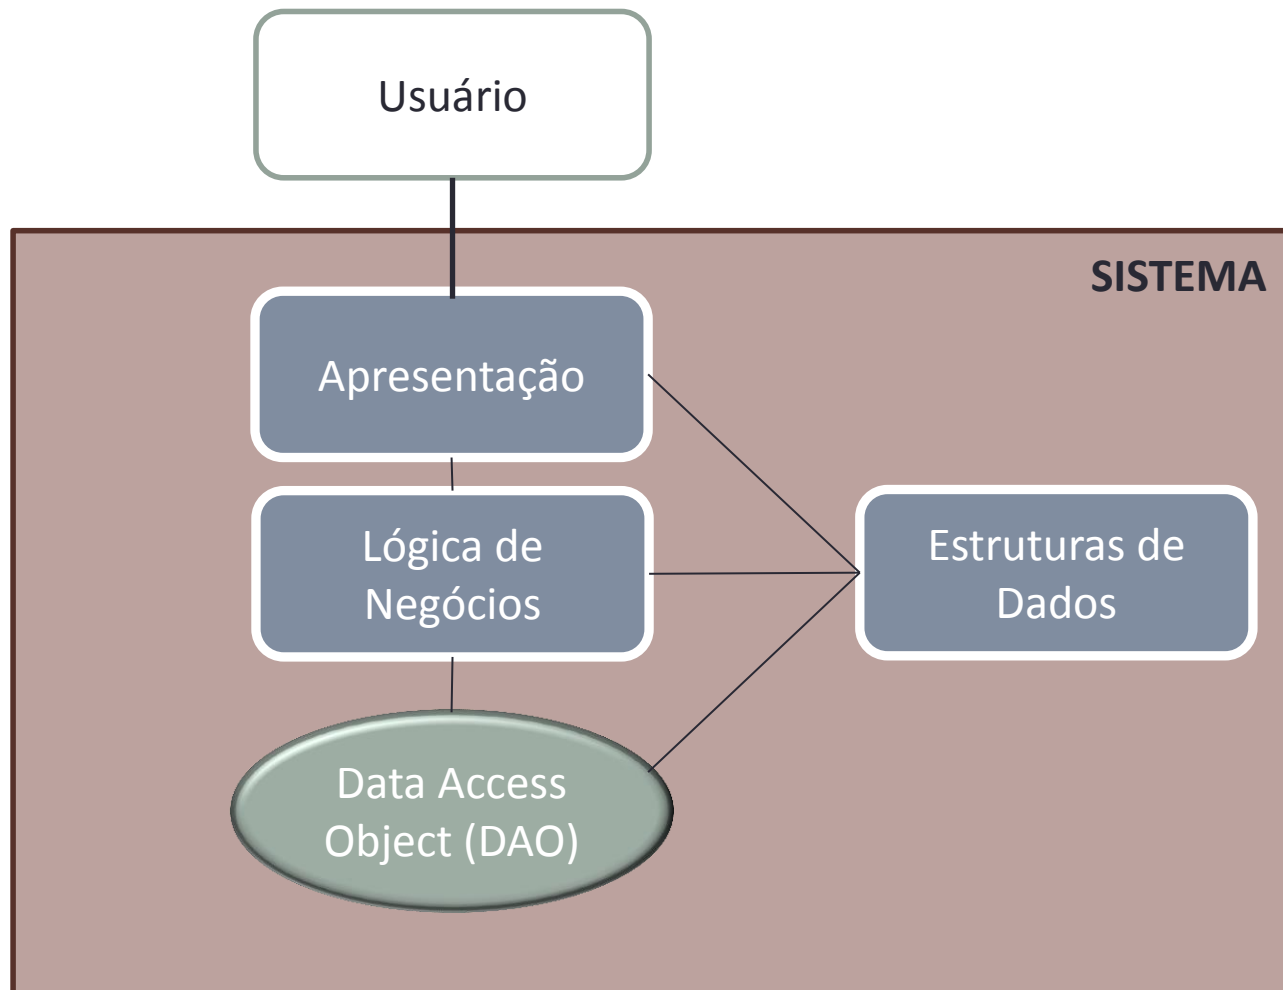 Usuário
SISTEMA
Apresentação
Lógica de
Negócios
Estruturas de
Dados
Data Access
Object (DAO)